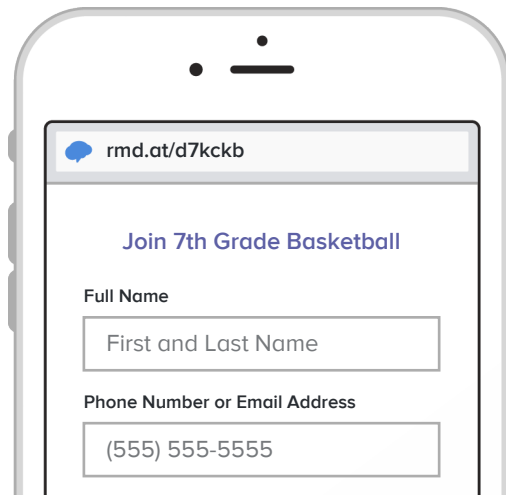 rmd.at/d7kckb
Join 7th Grade Basketball
Full Name
First and Last Name
Phone Number or Email Address
(555) 555-5555